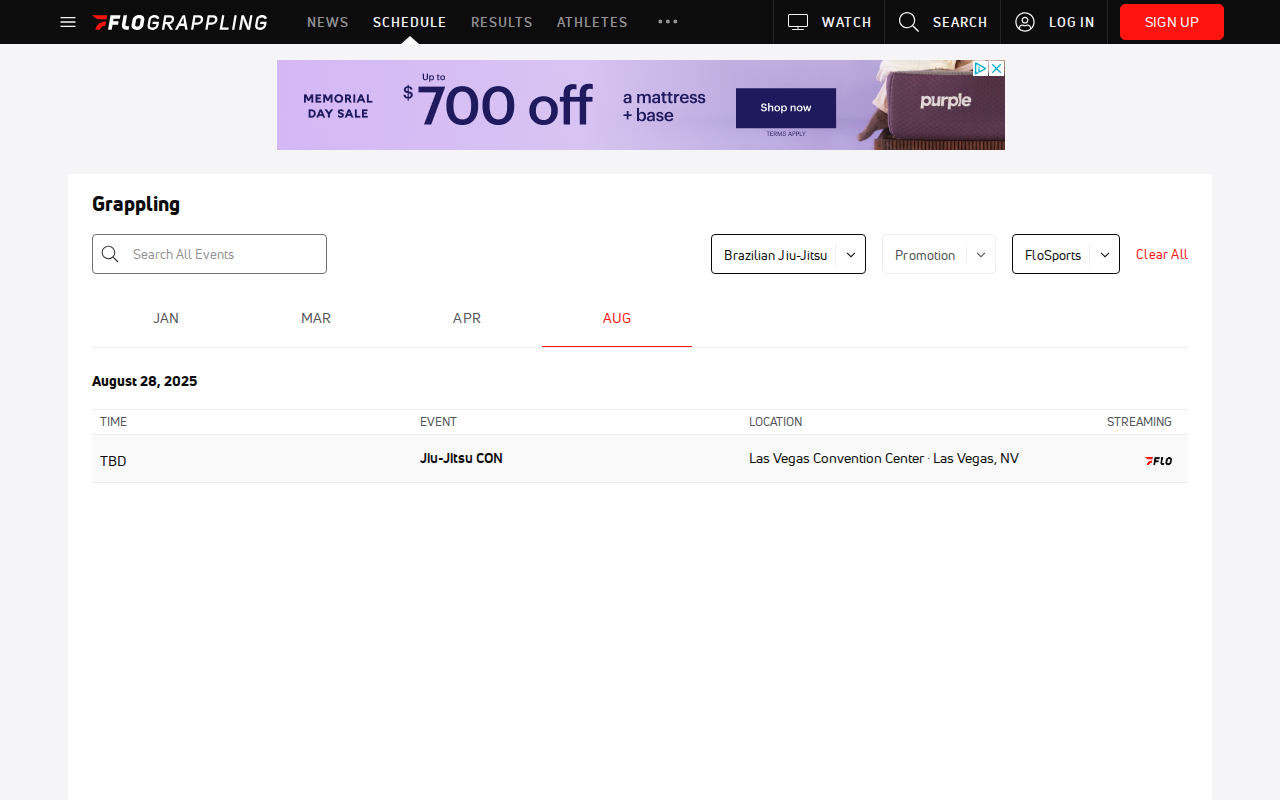 FLOGRAPPLING NEWS SCHEDULE RESULTS ATHLETES WATCH SEARCH LOG IN SIGN UP
MEMORIAL DAY SALE
Up to
$700 off
a mattress + base
Shop now
TERMS APPLY
purple
Grappling
Search All Events Brazilian Jiu-Jitsu Promotion FloSports Clear All
JAN MAR APR AUG
August 28, 2025
TIME EVENT LOCATION STREAMING
TBD Jiu-Jitsu CON Las Vegas Convention Center · Las Vegas, NV FLO